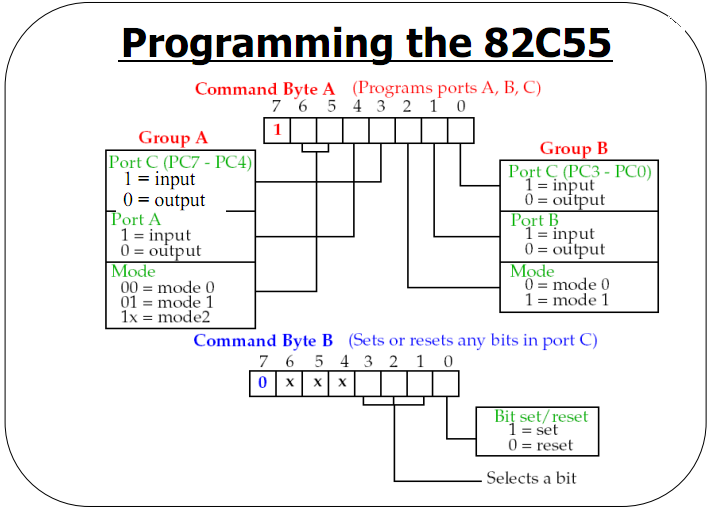 Programming the 82C55
Command Byte A (Programs ports A, B, C)
7 6 5 4 3 2 1 0
1
Group A
Port C (PC7 - PC4)
1 = input
0 = output
Port A
1 = input
0 = output
Mode
00 = mode 0
01 = mode 1
1x = mode2
Group B
Port C (PC3 - PC0)
1 = input
0 = output
Port B
1 = input
0 = output
Mode
0 = mode 0
1 = mode 1
Command Byte B (Sets or resets any bits in port C)
7 6 5 4 3 2 1 0
0 x x x
Bit set/reset
1 = set
0 = reset
Selects a bit